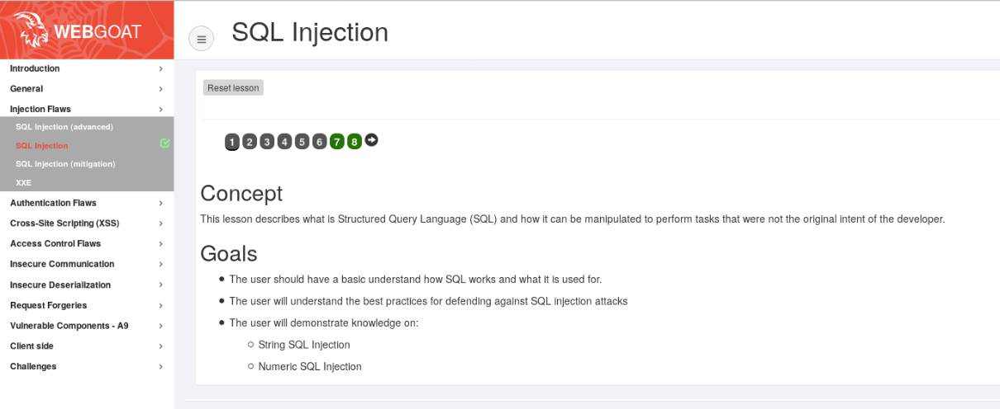 WEBGOAT
SQL Injection
Introduction
General
Injection Flaws
SQL Injection (advanced)
SQL Injection
SQL Injection (mitigation)
XXE
Authentication Flaws
Cross-Site Scripting (XSS)
Access Control Flaws
Insecure Communication
Insecure Deserialization
Request Forgeries
Vulnerable Components - A9
Client side
Challenges
Reset lesson
1 2 3 4 5 6 7 8
Concept
This lesson describes what is Structured Query Language (SQL) and how it can be manipulated to perform tasks that were not the original intent of the developer.
Goals
The user should have a basic understand how SQL works and what it is used for.
The user will understand the best practices for defending against SQL injection attacks
The user will demonstrate knowledge on:
String SQL Injection
Numeric SQL Injection